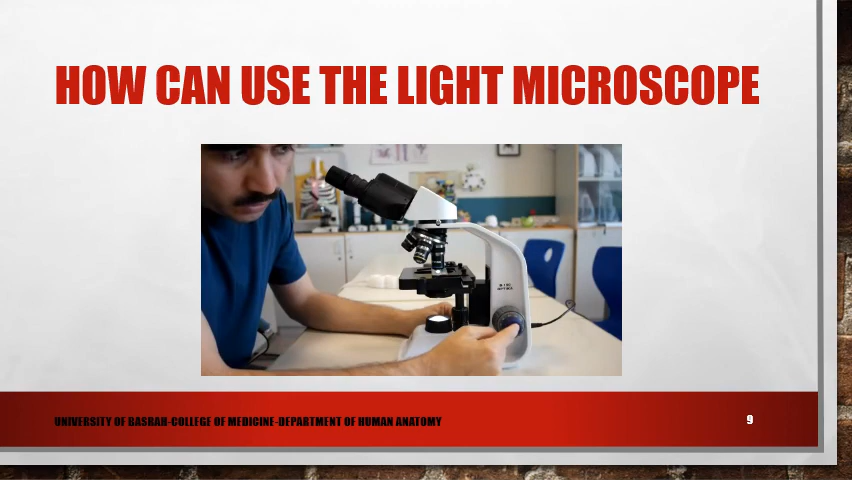 HOW CAN USE THE LIGHT MICROSCOPE
UNIVERSITY OF BASRAH-COLLEGE OF MEDICINE-DEPARTMENT OF HUMAN ANATOMY
9